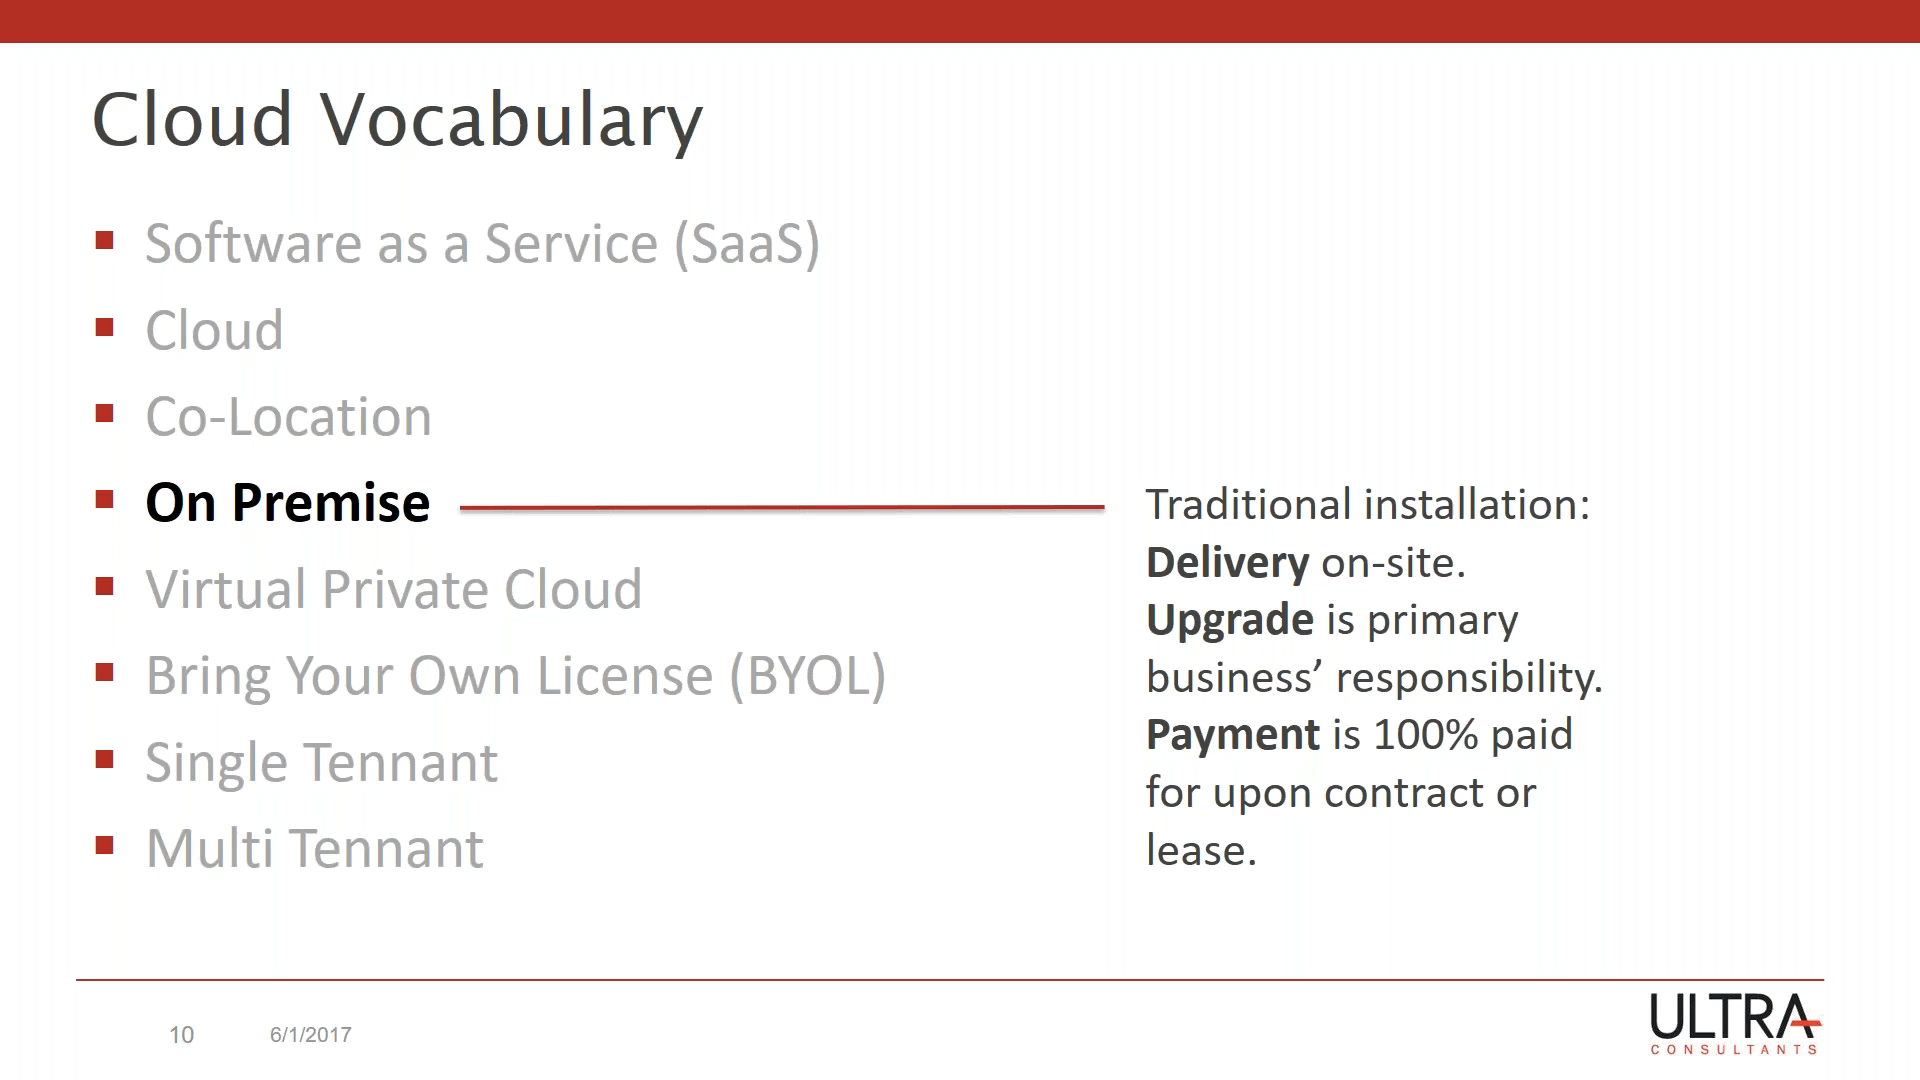 Cloud Vocabulary
Software as a Service (SaaS)
Cloud
Co-Location
On Premise
Virtual Private Cloud
Bring Your Own License (BYOL)
Single Tennant
Multi Tennant
Traditional installation:
Delivery on-site.
Upgrade is primary
business’ responsibility.
Payment is 100% paid
for upon contract or
lease.
10
6/1/2017
ULTRA
CONSULTANTS